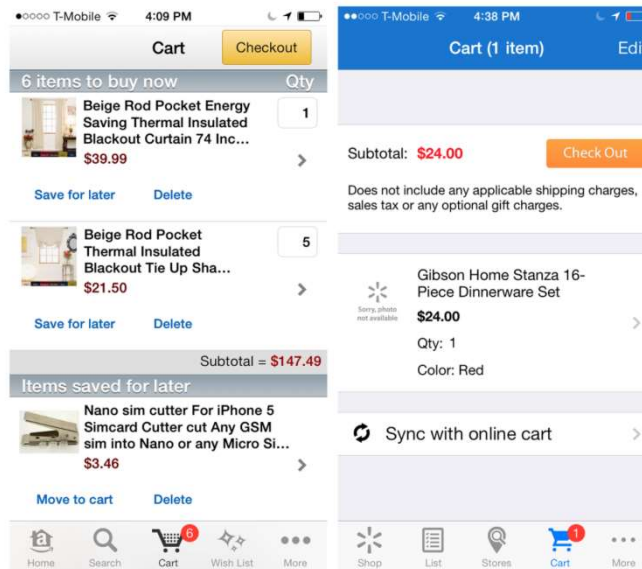 T-Mobile 4:09 PM
Cart
Checkout
6 items to buy now Qty
Beige Rod Pocket Energy
Saving Thermal Insulated
Blackout Curtain 74 Inc...
1
$39.99
Save for later Delete
Beige Rod Pocket
Thermal Insulated
Blackout Tie Up Sha...
5
$21.50
Save for later Delete
Subtotal = $147.49
Items saved for later
Nano sim cutter For iPhone 5
Simcard Cutter cut Any GSM
sim into Nano or any Micro Si...
$3.46
Move to cart Delete
6
Home Search Cart Wish List More
T-Mobile 4:38 PM
Cart (1 item) Edi
Subtotal: $24.00 Check Out
Does not include any applicable shipping charges,
sales tax or any optional gift charges.
Sorry, photo
not available
Gibson Home Stanza 16-
Piece Dinnerware Set
$24.00
Qty: 1
Color: Red
Sync with online cart
1
Shop List Stores Cart More